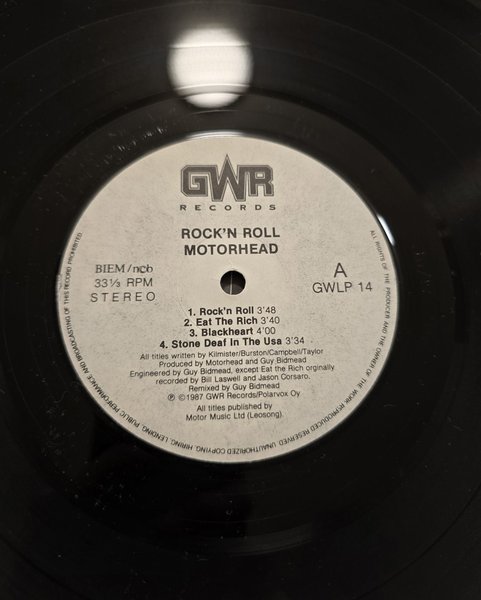 GWR
RECORDS
ROCK'N ROLL
MOTORHEAD
BIEM/ncb
33⅓ RPM
STEREO
A
GWLP 14
1. Rock'n Roll 3'48
2. Eat The Rich 3'40
3. Blackheart 4'00
4. Stone Deaf In The Usa 3'34
All titles written by Kilmister/Burston/Campbell/Taylor
Produced by Motorhead and Guy Bidmead
Engineered by Guy Bidmead, except Eat The Rich orginally
recorded by Bill Laswell and Jason Corsaro.
Remixed by Guy Bidmead
Ⓟ ©1987 GWR Records/Polarvox Oy
All titles published by
Motor Music Ltd (Leosong).
ALL RIGHTS OF THE PRODUCER AND THE OWNER OF THE WORK REPRODUCED RESERVED. UNAUTHORIZED COPYING, HIRING, LENDING, PUBLIC PERFORMANCE AND BROADCASTING OF THIS RECORD PROHIBITED